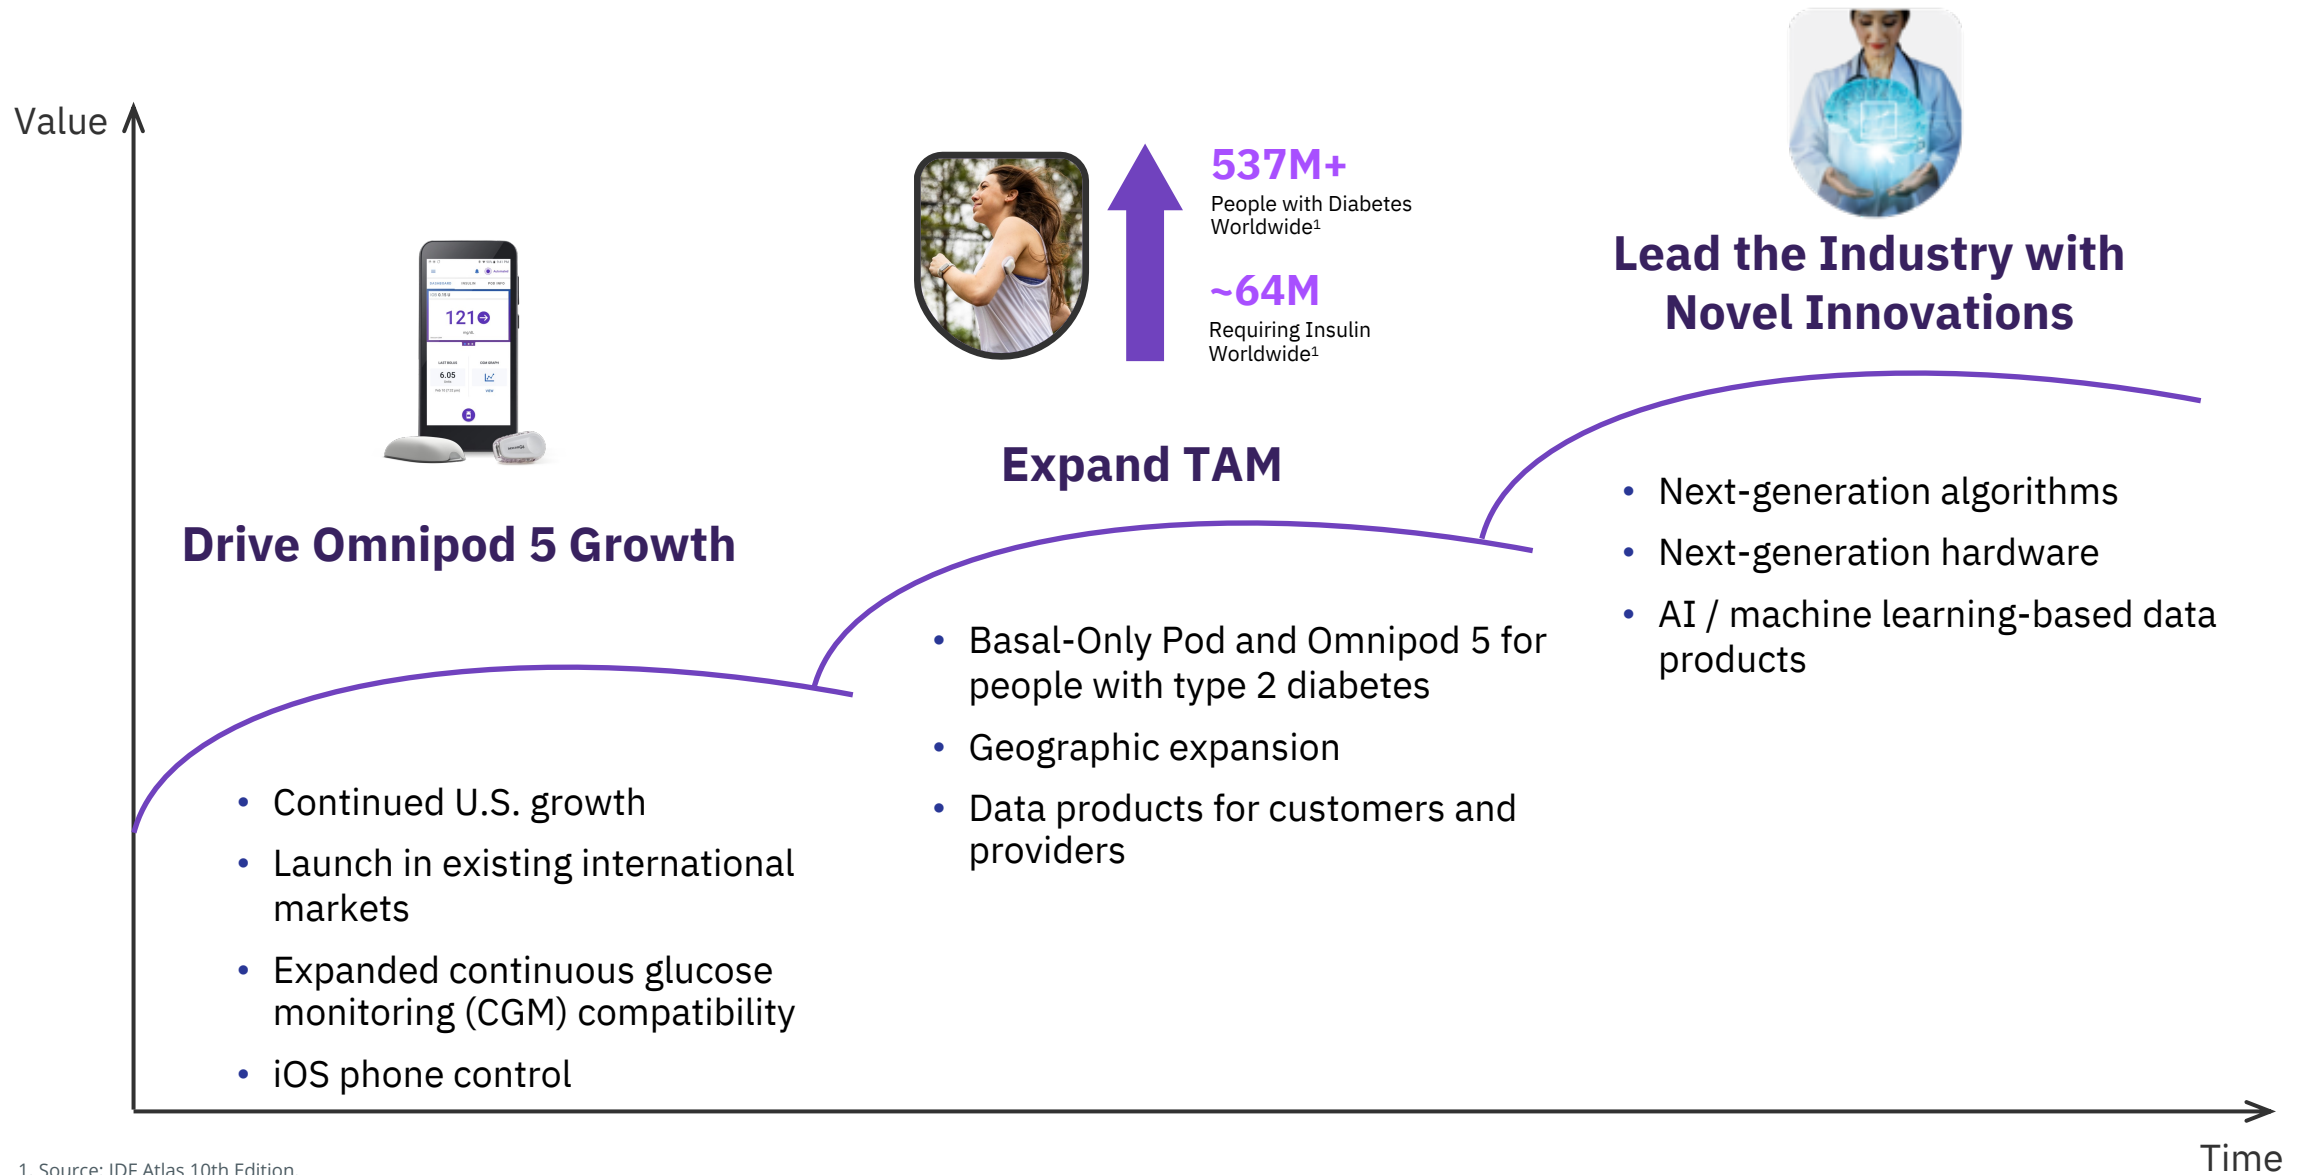 Value
121
6.05
Drive Omnipod 5 Growth
• Continued U.S. growth
• Launch in existing international
markets
• Expanded continuous glucose
monitoring (CGM) compatibility
• iOS phone control
537M+
People with Diabetes
Worldwide¹
~64M
Requiring Insulin
Worldwide¹
Expand TAM
• Basal-Only Pod and Omnipod 5 for
people with type 2 diabetes
• Geographic expansion
• Data products for customers and
providers
Lead the Industry with
Novel Innovations
• Next-generation algorithms
• Next-generation hardware
• AI / machine learning-based data
products
Time
1. Source: IDF Atlas 10th Edition